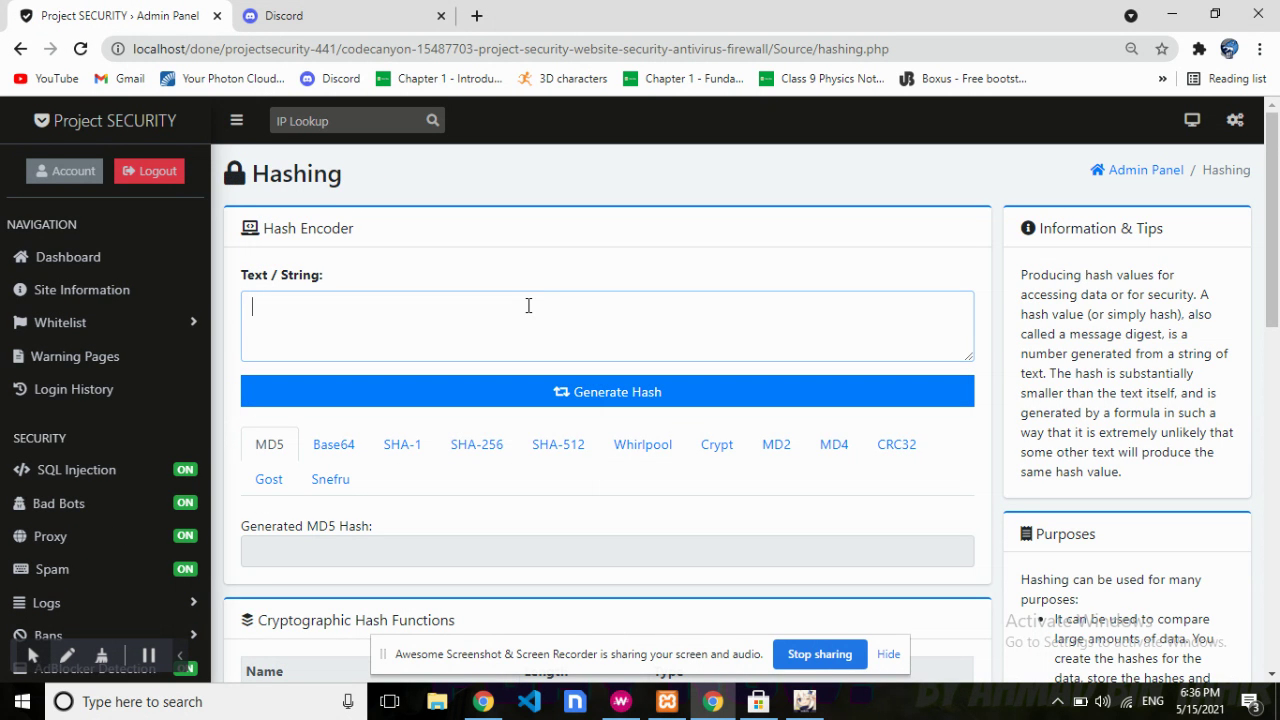 Project SECURITY › Admin Panel
Discord
localhost/done/projectsecurity-441/codecanyon-15487703-project-security-website-security-antivirus-firewall/Source/hashing.php
YouTube
Gmail
Your Photon Cloud...
Discord
Chapter 1 - Introdu...
3D characters
Chapter 1 - Funda...
Class 9 Physics Not...
Boxus - Free bootst...
»
Reading list
Project SECURITY
IP Lookup
Account
Logout
Hashing
Admin Panel / Hashing
NAVIGATION
Dashboard
Site Information
Whitelist
Warning Pages
Login History
SECURITY
SQL Injection ON
Bad Bots ON
Proxy ON
Spam ON
Logs
Bans
AdBlocker Detection ON
Hash Encoder
Text / String:
Generate Hash
MD5 Base64 SHA-1 SHA-256 SHA-512 Whirlpool Crypt MD2 MD4 CRC32
Gost Snefru
Generated MD5 Hash:
Cryptographic Hash Functions
Name Length Type
Information & Tips
Producing hash values for
accessing data or for security. A
hash value (or simply hash), also
called a message digest, is a
number generated from a string of
text. The hash is substantially
smaller than the text itself, and is
generated by a formula in such a
way that it is extremely unlikely that
some other text will produce the
same hash value.
Purposes
Hashing can be used for many
purposes:
It can be used to compare
large amounts of data. You
create the hashes for the
data, store the hashes and
Activate Windows
Go to Settings to activate Windows.
Awesome Screenshot & Screen Recorder is sharing your screen and audio.
Stop sharing
Hide
Type here to search
ENG
6:36 PM
5/15/2021
3